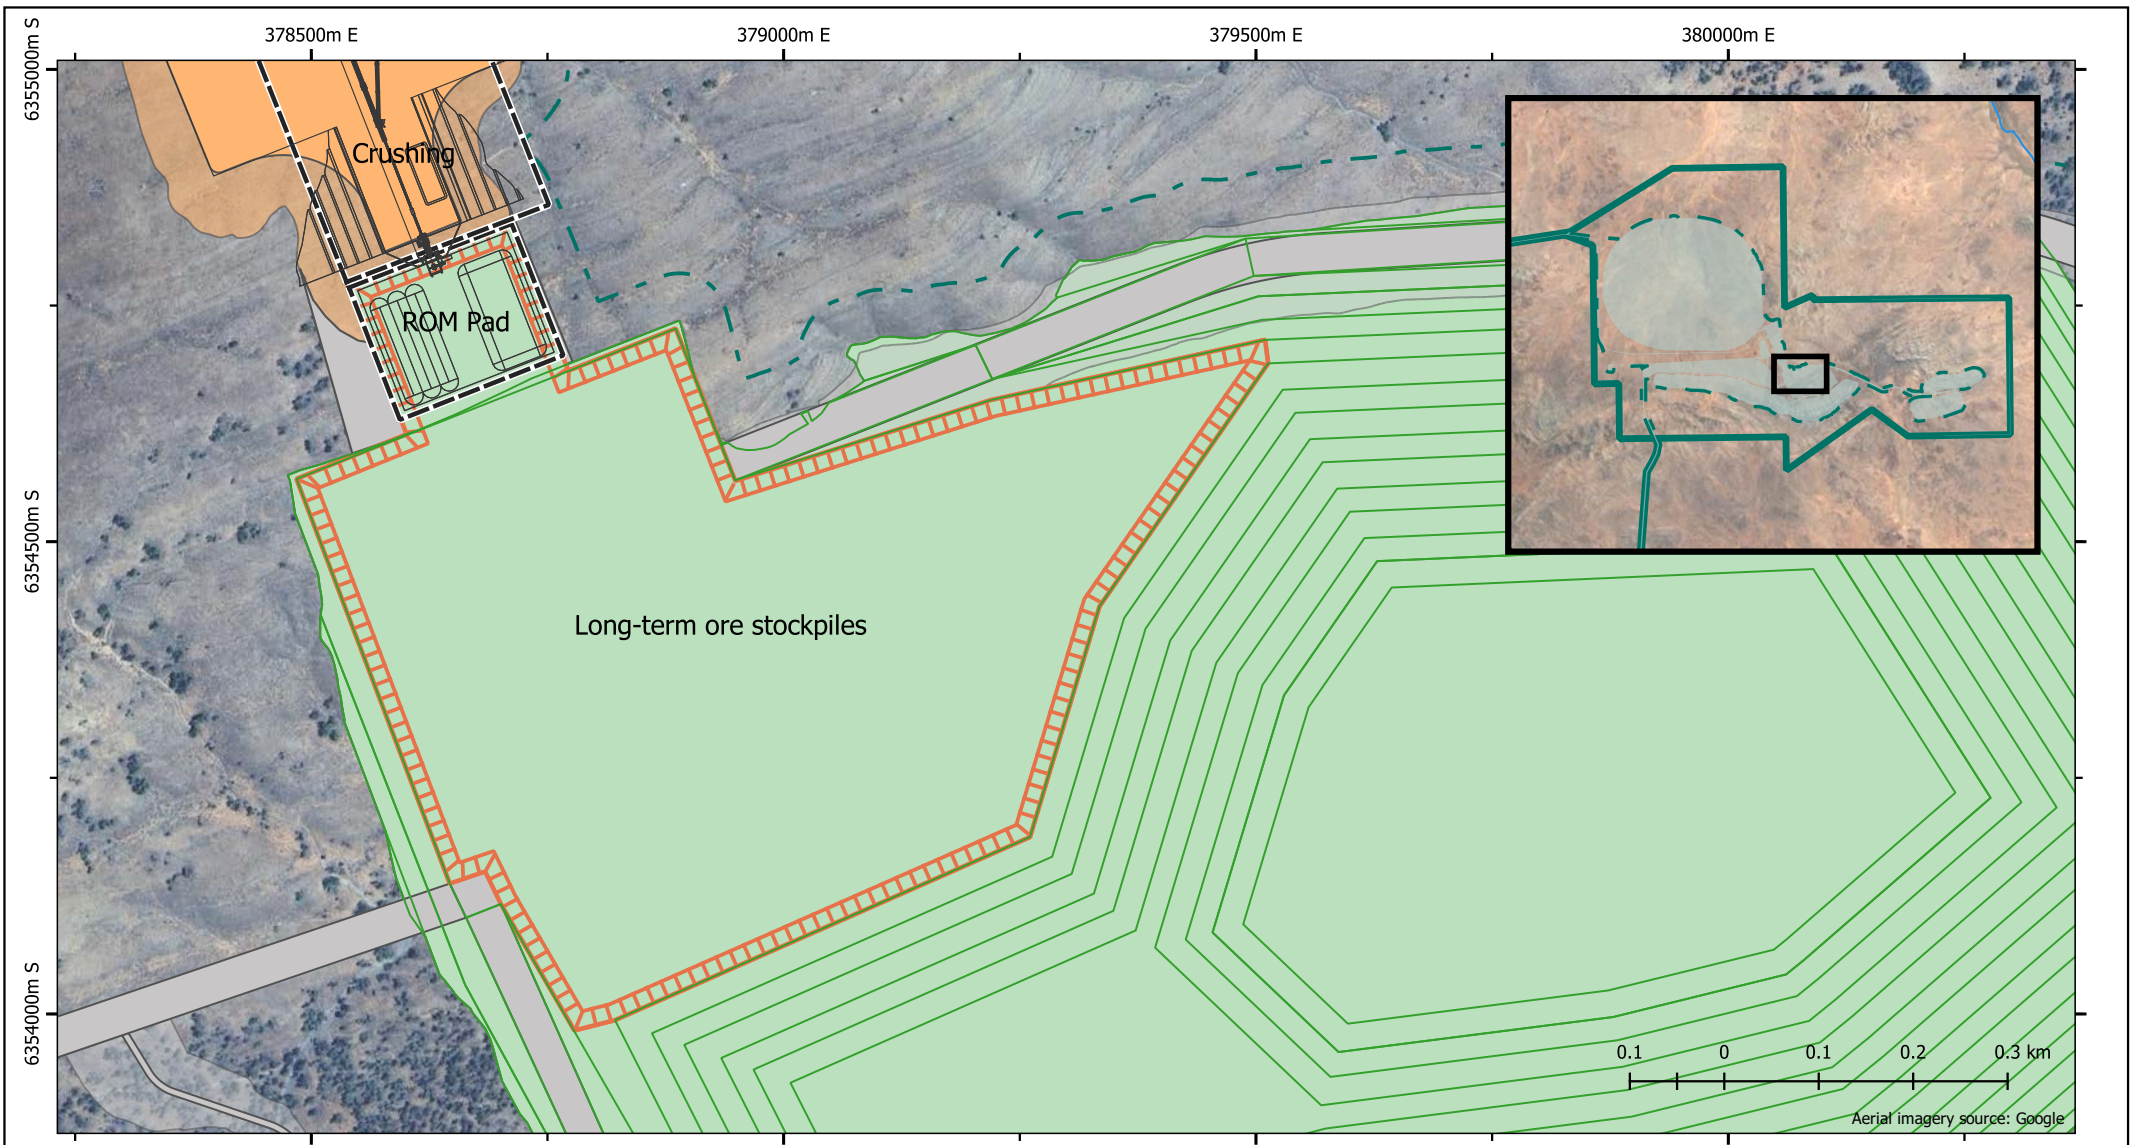 378500m E
379000m E
379500m E
380000m E
6355000m S
6354500m S
6354000m S
Crushing
ROM Pad
Long-term ore stockpiles
0.1 0 0.1 0.2 0.3 km
Aerial imagery source: Google